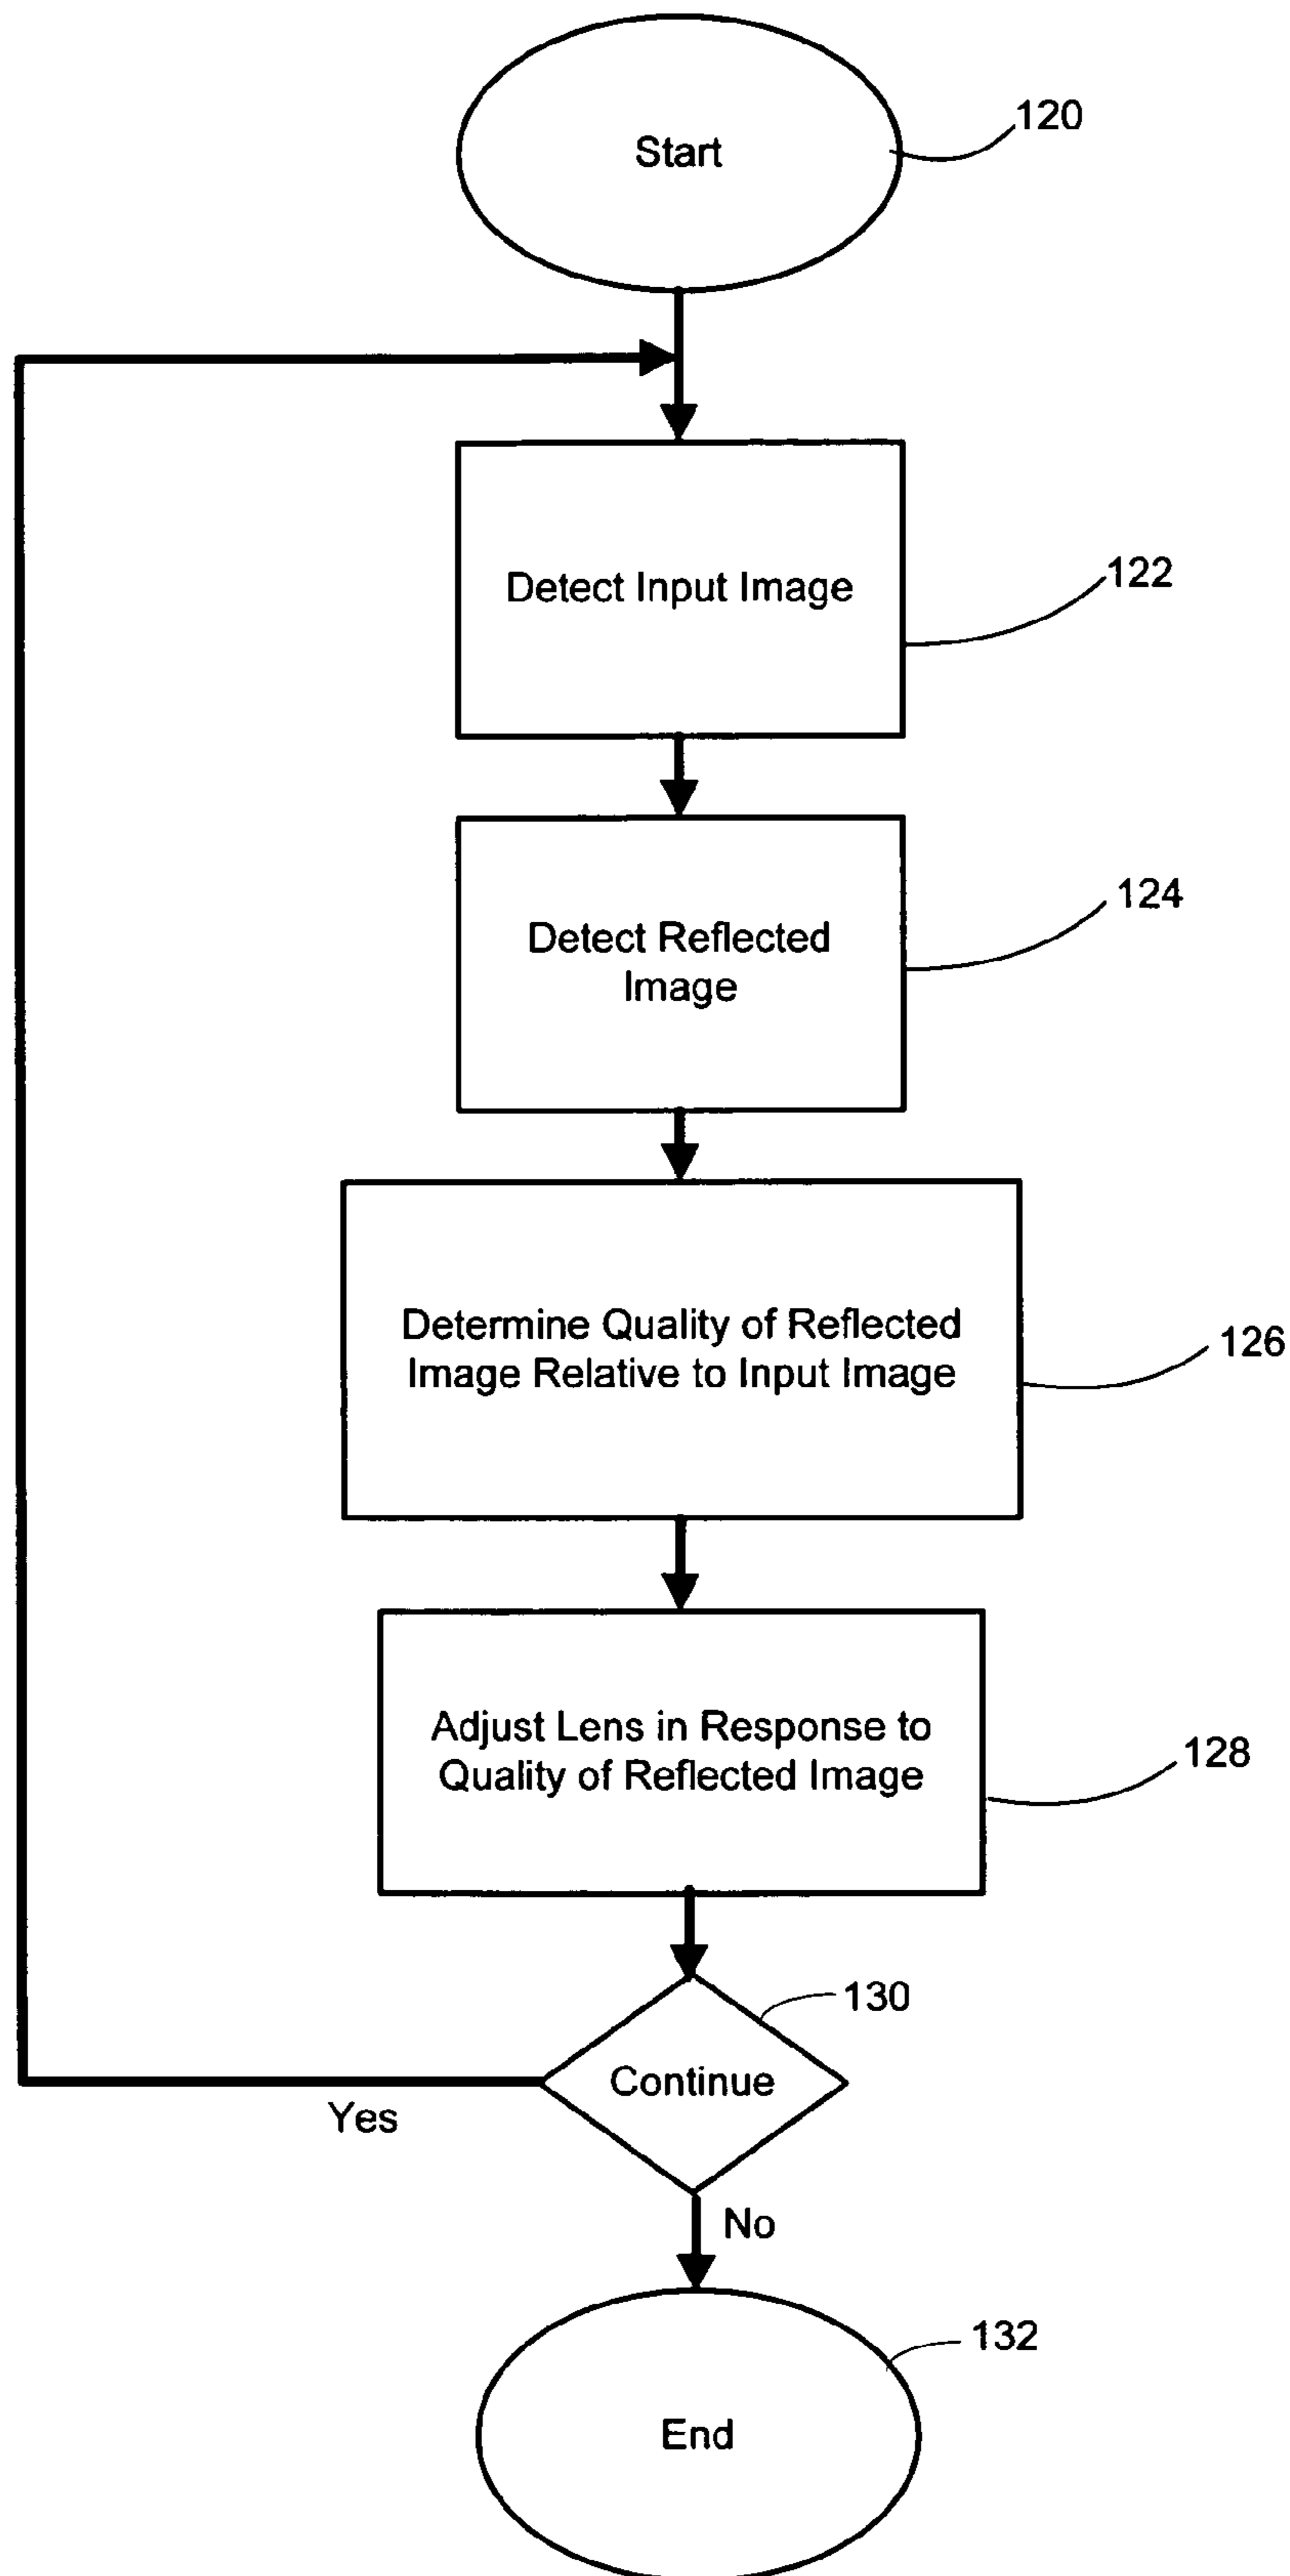 Start
120
Detect Input Image
122
Detect Reflected
Image
124
Determine Quality of Reflected
Image Relative to Input Image
126
Adjust Lens in Response to
Quality of Reflected Image
128
Continue
130
Yes
No
End
132